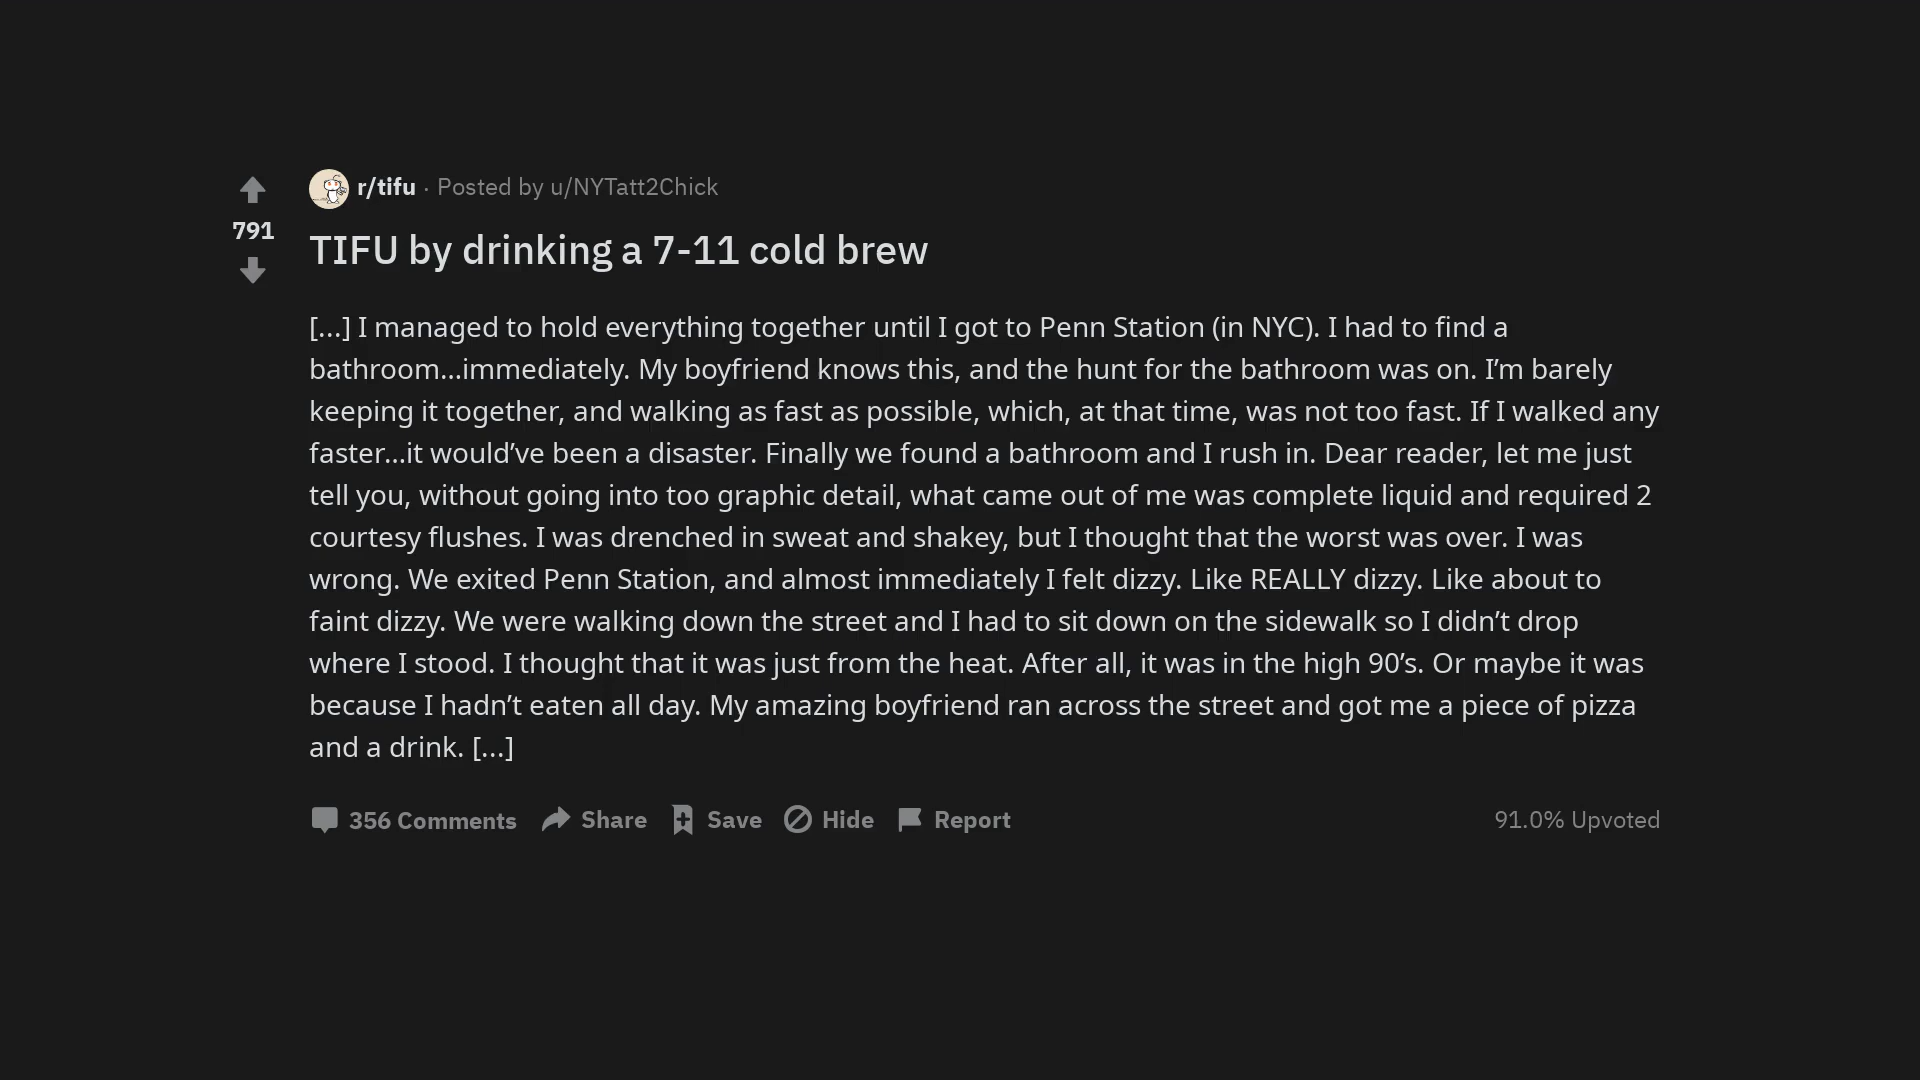 r/tifu · Posted by u/NYTatt2Chick
791
TIFU by drinking a 7-11 cold brew
[...] I managed to hold everything together until I got to Penn Station (in NYC). I had to find a
bathroom...immediately. My boyfriend knows this, and the hunt for the bathroom was on. I’m barely
keeping it together, and walking as fast as possible, which, at that time, was not too fast. If I walked any
faster...it would’ve been a disaster. Finally we found a bathroom and I rush in. Dear reader, let me just
tell you, without going into too graphic detail, what came out of me was complete liquid and required 2
courtesy flushes. I was drenched in sweat and shakey, but I thought that the worst was over. I was
wrong. We exited Penn Station, and almost immediately I felt dizzy. Like REALLY dizzy. Like about to
faint dizzy. We were walking down the street and I had to sit down on the sidewalk so I didn’t drop
where I stood. I thought that it was just from the heat. After all, it was in the high 90’s. Or maybe it was
because I hadn’t eaten all day. My amazing boyfriend ran across the street and got me a piece of pizza
and a drink. [...]
356 Comments Share Save Hide Report 91.0% Upvoted